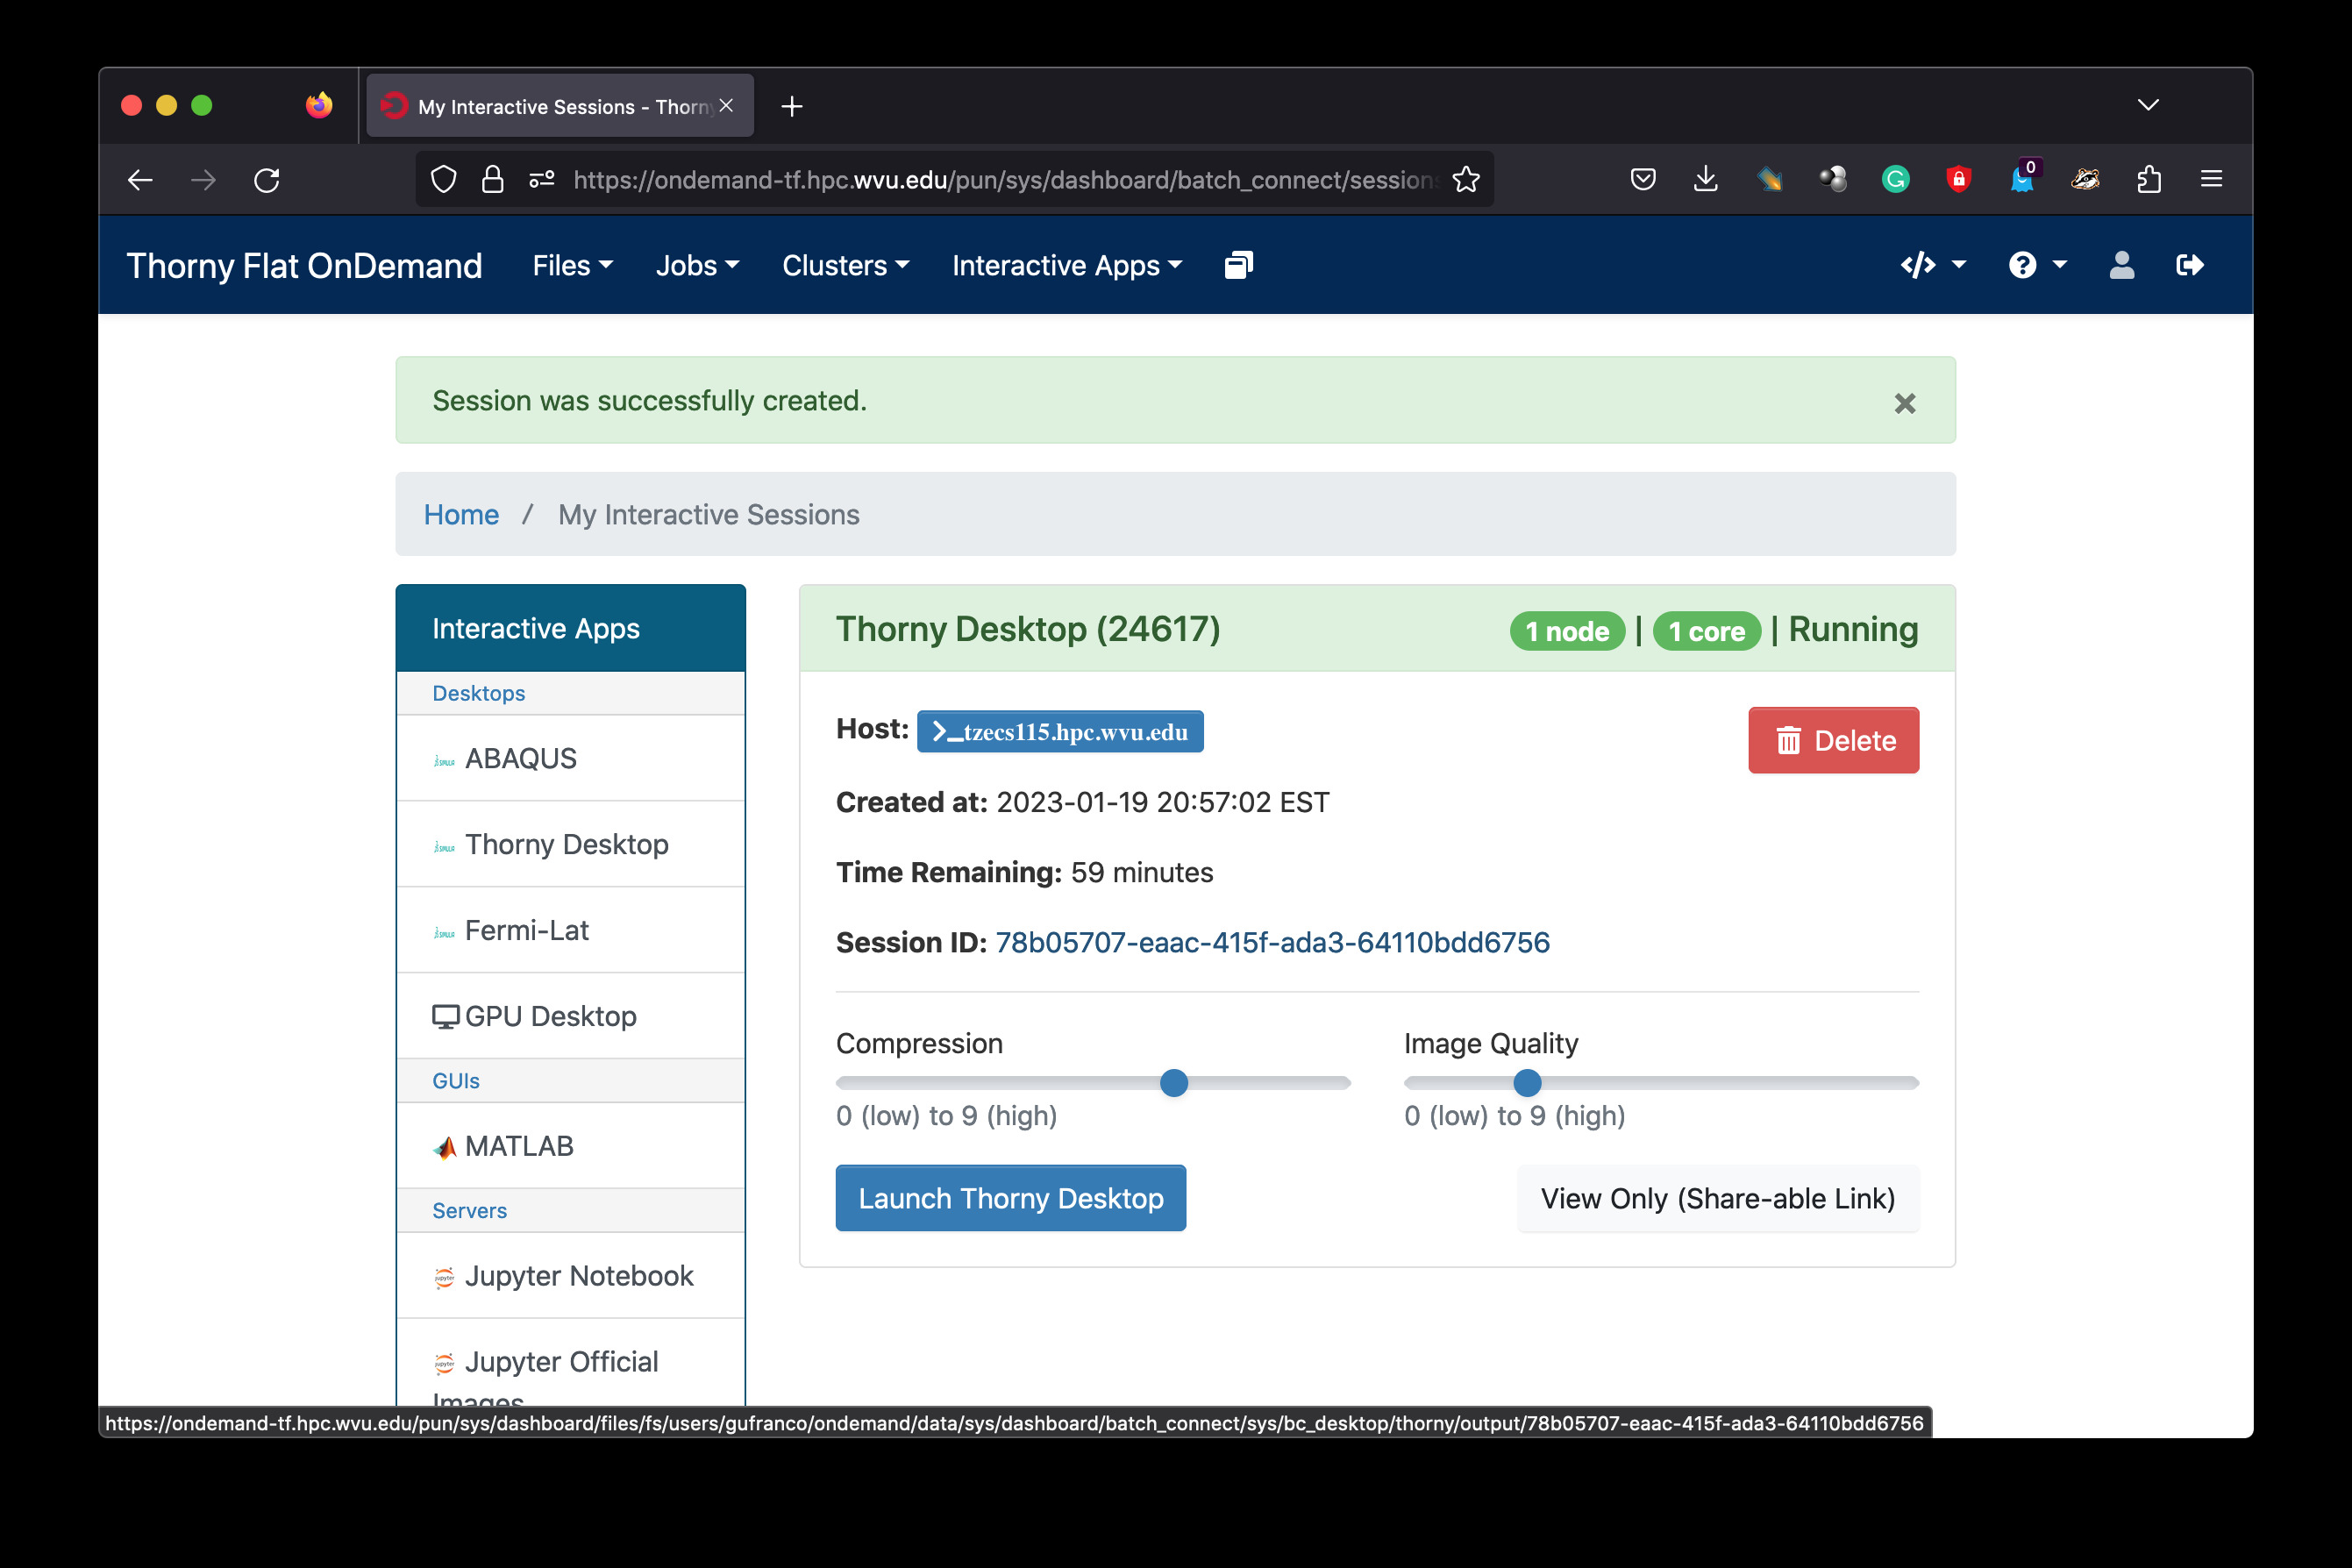 My Interactive Sessions - Thorny
https://ondemand-tf.hpc.wvu.edu/pun/sys/dashboard/batch_connect/sessions
0
Thorny Flat OnDemand Files Jobs Clusters Interactive Apps
Session was successfully created.
Home / My Interactive Sessions
Interactive Apps
Desktops
ABAQUS
Thorny Desktop
Fermi-Lat
GPU Desktop
GUIs
MATLAB
Servers
Jupyter Notebook
Jupyter Official
Images
Thorny Desktop (24617) 1 node | 1 core | Running
Host: >_tzecs115.hpc.wvu.edu
Delete
Created at: 2023-01-19 20:57:02 EST
Time Remaining: 59 minutes
Session ID: 78b05707-eaac-415f-ada3-64110bdd6756
Compression Image Quality
0 (low) to 9 (high) 0 (low) to 9 (high)
Launch Thorny Desktop View Only (Share-able Link)
https://ondemand-tf.hpc.wvu.edu/pun/sys/dashboard/files/fs/users/gufranco/ondemand/data/sys/dashboard/batch_connect/sys/bc_desktop/thorny/output/78b05707-eaac-415f-ada3-64110bdd6756